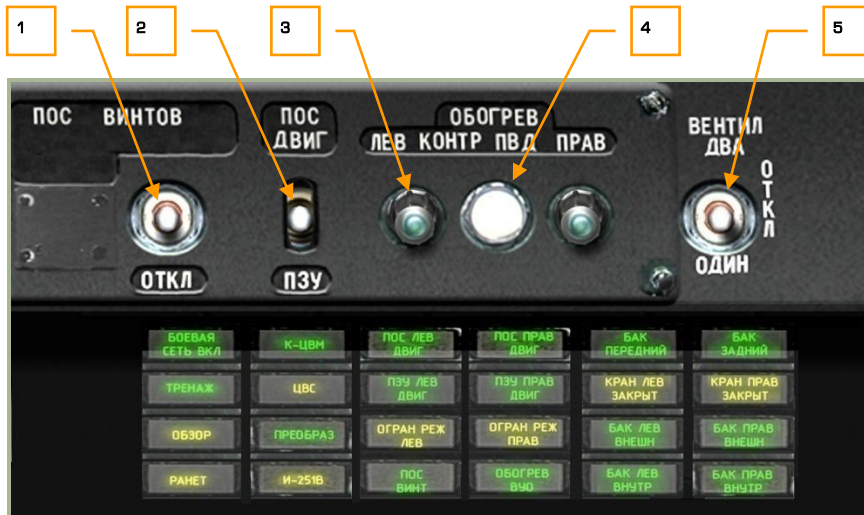 1 2 3 4 5
ПОС ВИНТОВ
ПОС
ДВИГ
ОБОГРЕВ
ЛЕВ КОНТР ПВД ПРАВ
ВЕНТИЛ
ДВА
ОТКЛ
ОДИН
ОТКЛ
ПЗУ
БОЕВАЯ
СЕТЬ ВКЛ
К-ЦВМ
ПОС ЛЕВ
ДВИГ
ПОС ПРАВ
ДВИГ
БАК
ПЕРЕДНИЙ
БАК
ЗАДНИЙ
ТРЕНАЖ
ЦВС
ПЗУ ЛЕВ
ДВИГ
ПЗУ ПРАВ
ДВИГ
КРАН ЛЕВ
ЗАКРЫТ
КРАН ПРАВ
ЗАКРЫТ
ОБЗОР
ПРЕОБРАЗ
ОГРАН РЕЖ
ЛЕВ
ОГРАН РЕЖ
ПРАВ
БАК ЛЕВ
ВНЕШН
БАК ПРАВ
ВНЕШН
РАНЕТ
И-251В
ПОС
ВИНТ
ОБОГРЕВ
ВУО
БАК ЛЕВ
ВНУТР
БАК ПРАВ
ВНУТР